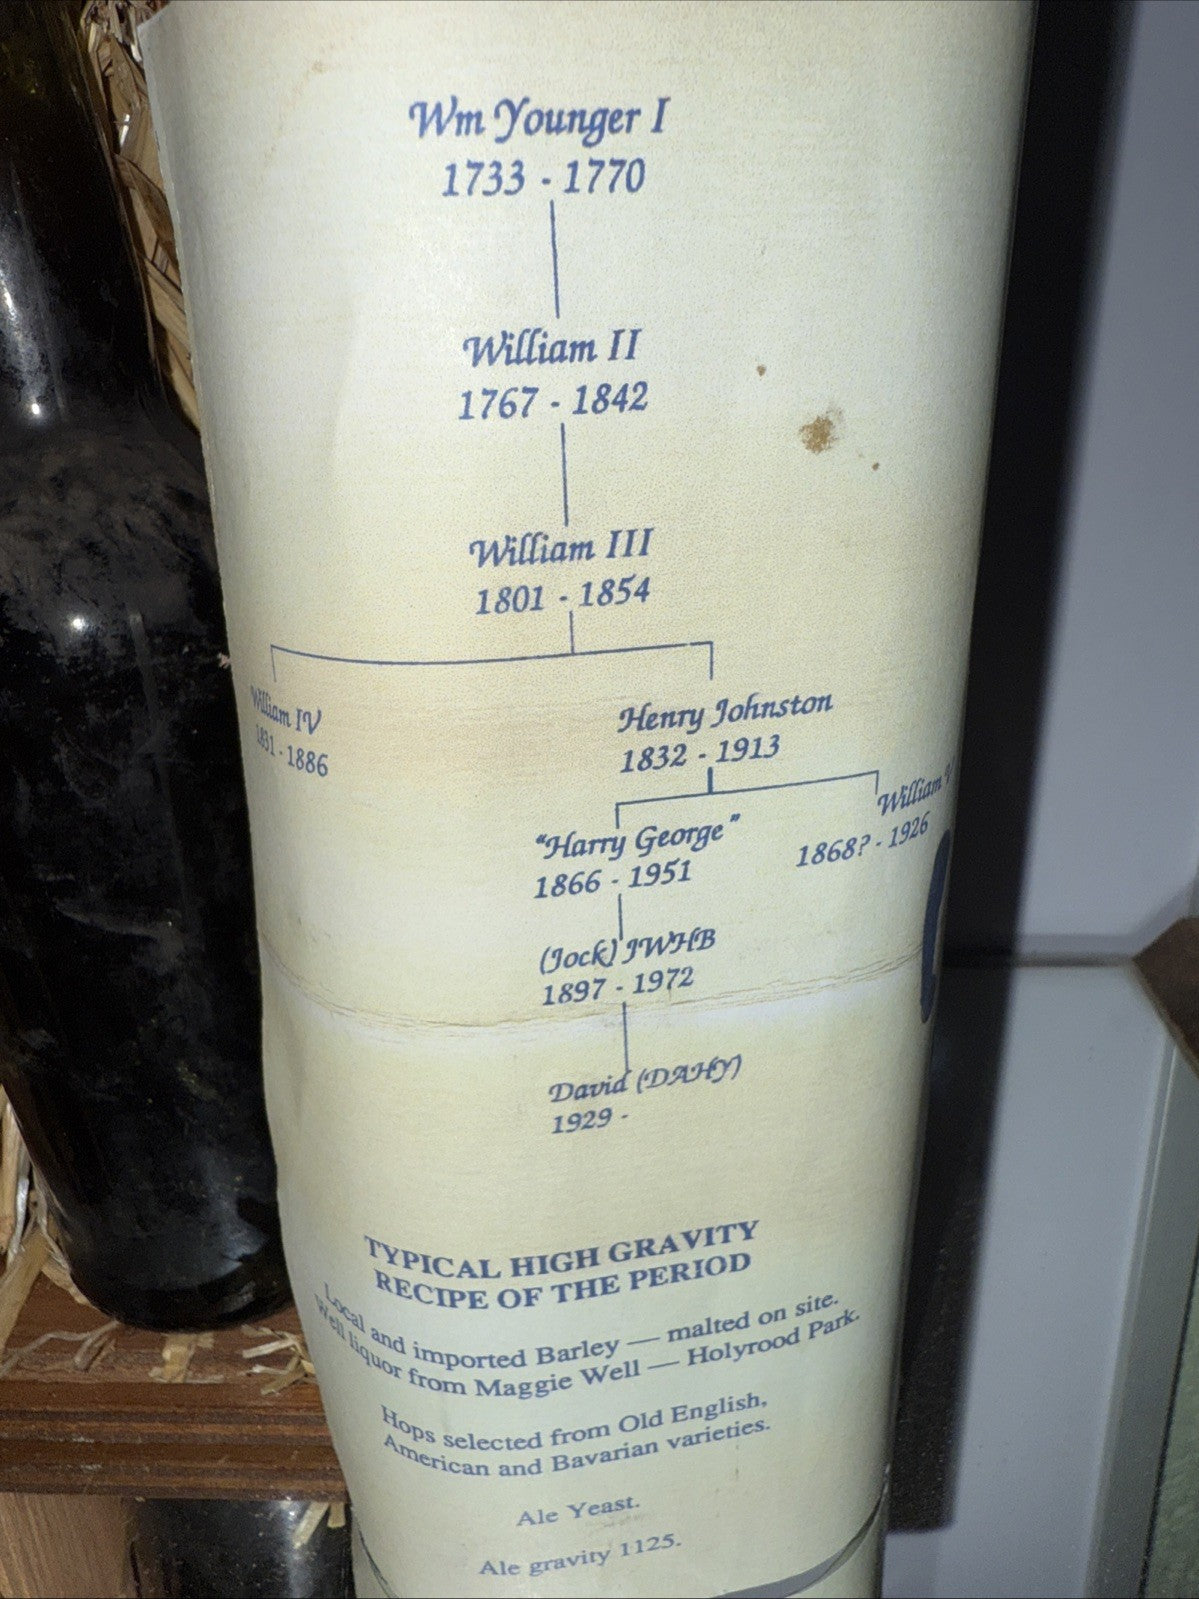 Wm Younger I
1733 - 1770
William II
1767 - 1842
William III
1801 - 1854
William IV
1831 - 1886
Henry Johnston
1832 - 1913
"Harry George"
1866 - 1951
William
1868? - 1926
(Jock) JWHB
1897 - 1972
David (DAHY)
1929 -
TYPICAL HIGH GRAVITY
RECIPE OF THE PERIOD
Local and imported Barley — malted on site.
Well liquor from Maggie Well — Holyrood Park.
Hops selected from Old English,
American and Bavarian varieties.
Ale Yeast.
Ale gravity 1125.